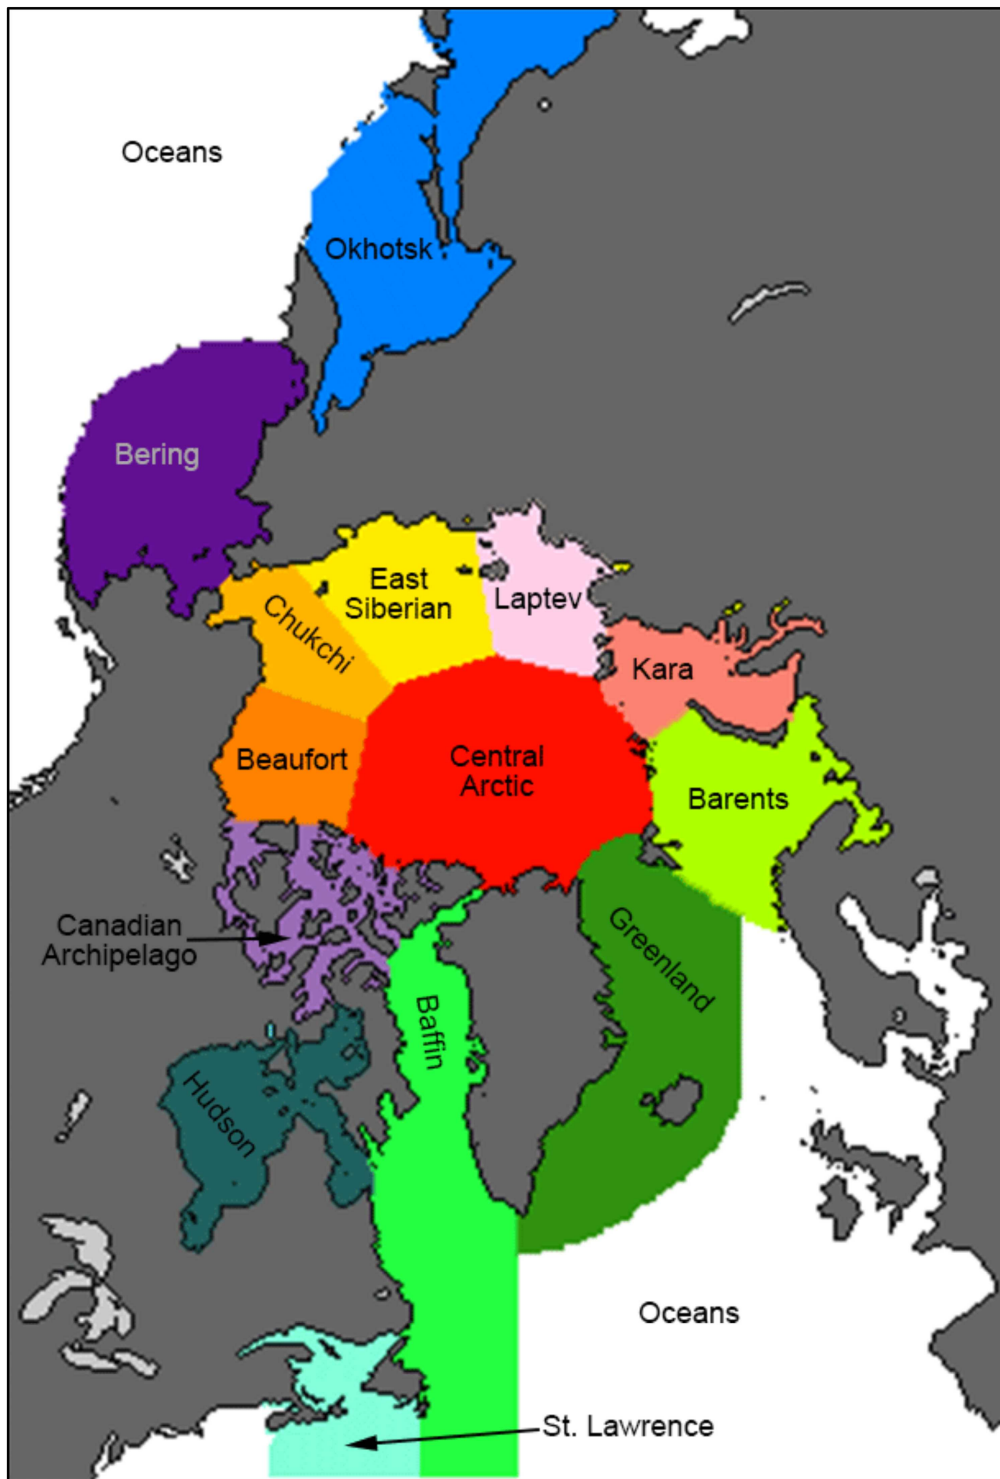 Oceans
Okhotsk
Bering
East
Siberian
Laptev
Chukchi
Kara
Beaufort
Central
Arctic
Barents
Canadian
Archipelago
Greenland
Baffin
Hudson
Oceans
St. Lawrence